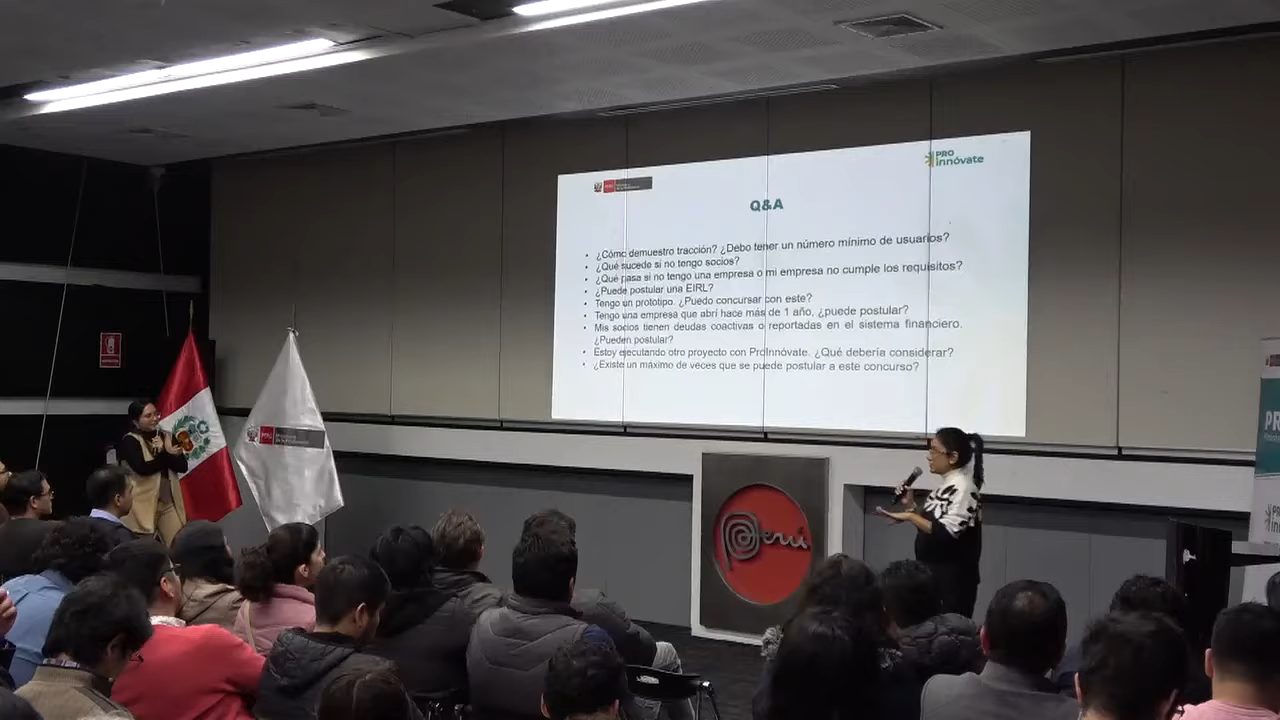 PRO
innóvate
PERÚ
Q&A
• ¿Cómo demuestro tracción? ¿Debo tener un número mínimo de usuarios?
• ¿Qué sucede si no tengo socios?
• ¿Qué pasa si no tengo una empresa o mi empresa no cumple los requisitos?
• ¿Puede postular una EIRL?
• Tengo un prototipo. ¿Puedo concursar con este?
• Tengo una empresa que abrí hace más de 1 año, ¿puede postular?
• Mis socios tienen deudas coactivas o reportadas en el sistema financiero.
¿Pueden postular?
• Estoy ejecutando otro proyecto con ProInnóvate. ¿Qué debería considerar?
• ¿Existe un máximo de veces que se puede postular a este concurso?
PERÚ
Perú
PR